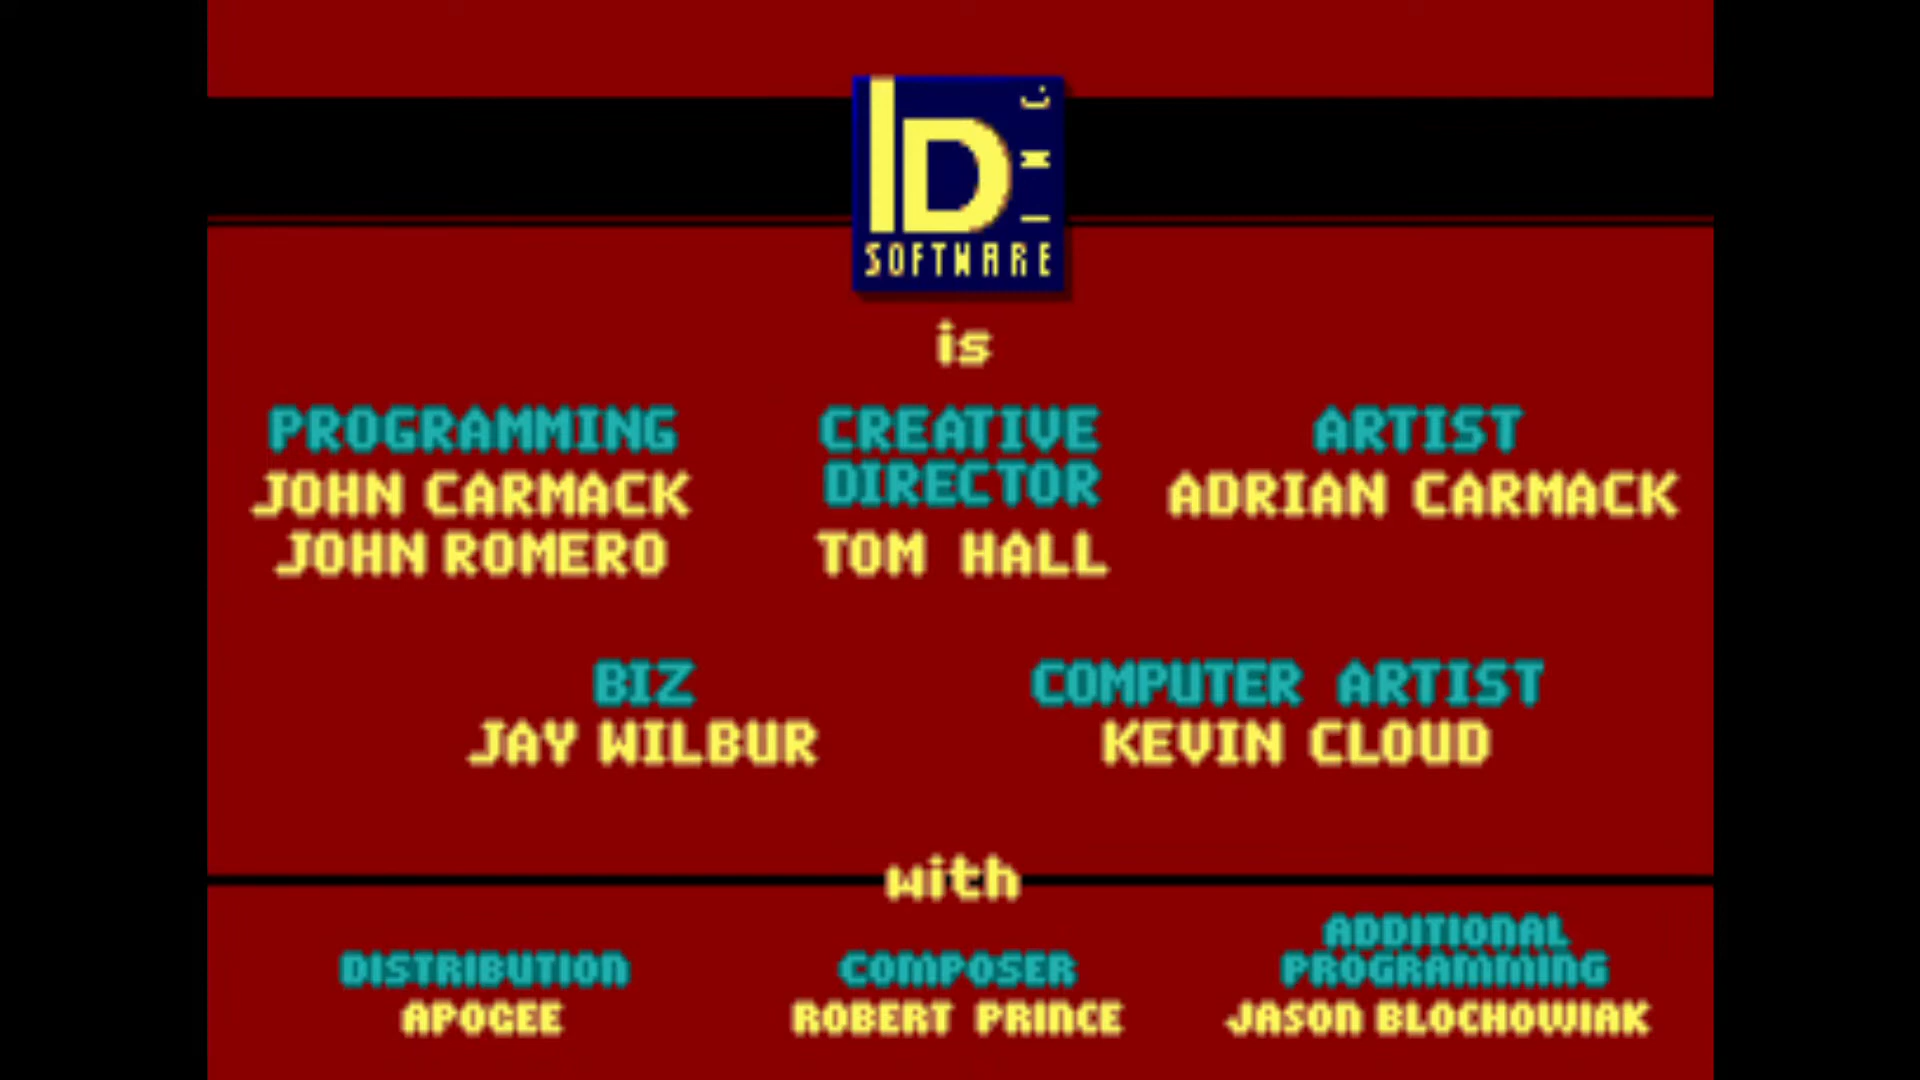 ID
SOFTWARE
is
PROGRAMMING
JOHN CARMACK
JOHN ROMERO
CREATIVE
DIRECTOR
TOM HALL
ARTIST
ADRIAN CARMACK
BIZ
JAY WILBUR
COMPUTER ARTIST
KEVIN CLOUD
with
DISTRIBUTION
APOGEE
COMPOSER
ROBERT PRINCE
ADDITIONAL
PROGRAMMING
JASON BLOCHOWIAK